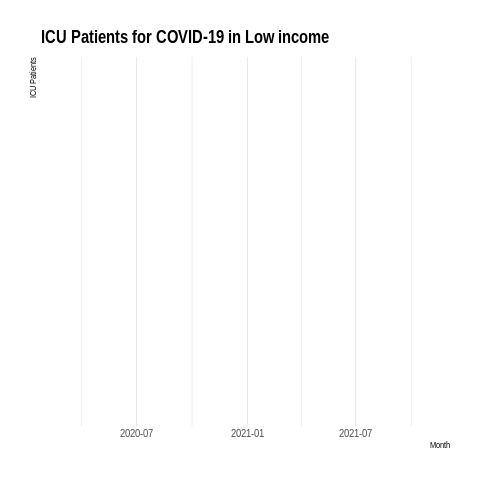 ICU Patients for COVID-19 in Low income
ICU Patients
2020-07 2021-01 2021-07
Month